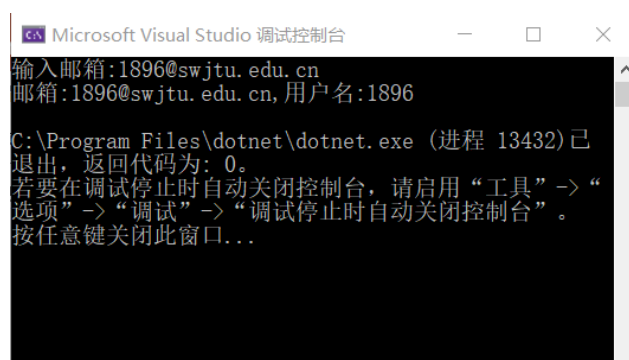 Microsoft Visual Studio 调试控制台
输入邮箱:1896@swjtu.edu.cn
邮箱:1896@swjtu.edu.cn,用户名:1896
C:\Program Files\dotnet\dotnet.exe (进程 13432)已
退出，返回代码为: 0。
若要在调试停止时自动关闭控制台，请启用“工具”->“
选项”->“调试”->“调试停止时自动关闭控制台”。
按任意键关闭此窗口...